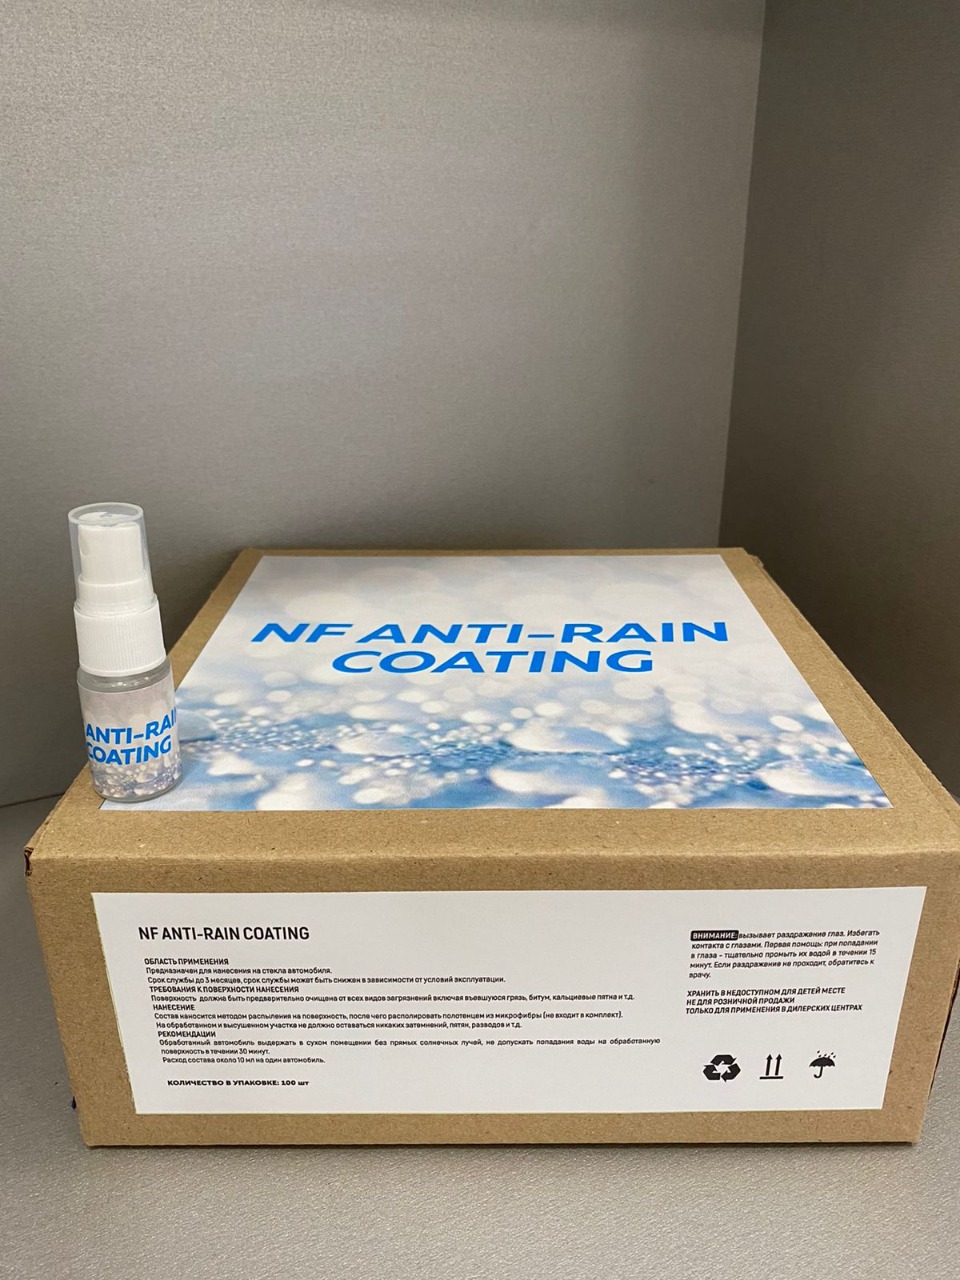 NF ANTI-RAIN
COATING
ANTI-RAI
COATING
NF ANTI-RAIN COATING
ОБЛАСТЬ ПРИМЕНЕНИЯ
Предназначен для нанесения на стекла автомобиля.
Срок службы до 3 месяцев, срок службы может быть снижен в зависимости от условий эксплуатации.
ТРЕБОВАНИЯ К ПОВЕРХНОСТИ НАНЕСЕНИЯ
Поверхность должна быть предварительно очищена от всех видов загрязнений включая въевшуюся грязь, битум, кальциевые пятна и т.д.
НАНЕСЕНИЕ
Состав наносится методом распыления на поверхность, после чего располировать полотенцем из микрофибры (не входит в комплект).
На обработанном и высушенном участке не должно оставаться никаких затемнений, пятен, разводов и т.д.
РЕКОМЕНДАЦИИ
Обработанный автомобиль выдержать в сухом помещении без прямых солнечных лучей, не допускать попадания воды на обработанную
поверхность в течении 30 минут.
Расход состава около 10 мл на один автомобиль.
КОЛИЧЕСТВО В УПАКОВКЕ: 100 шт
ВНИМАНИЕ: вызывает раздражение глаз. Избегать
контакта с глазами. Первая помощь: при попадании
в глаза - тщательно промыть их водой в течении 15
минут. Если раздражение не проходит, обратитесь к
врачу.
ХРАНИТЬ В НЕДОСТУПНОМ ДЛЯ ДЕТЕЙ МЕСТЕ
НЕ ДЛЯ РОЗНИЧНОЙ ПРОДАЖИ
ТОЛЬКО ДЛЯ ПРИМЕНЕНИЯ В ДИЛЕРСКИХ ЦЕНТРАХ